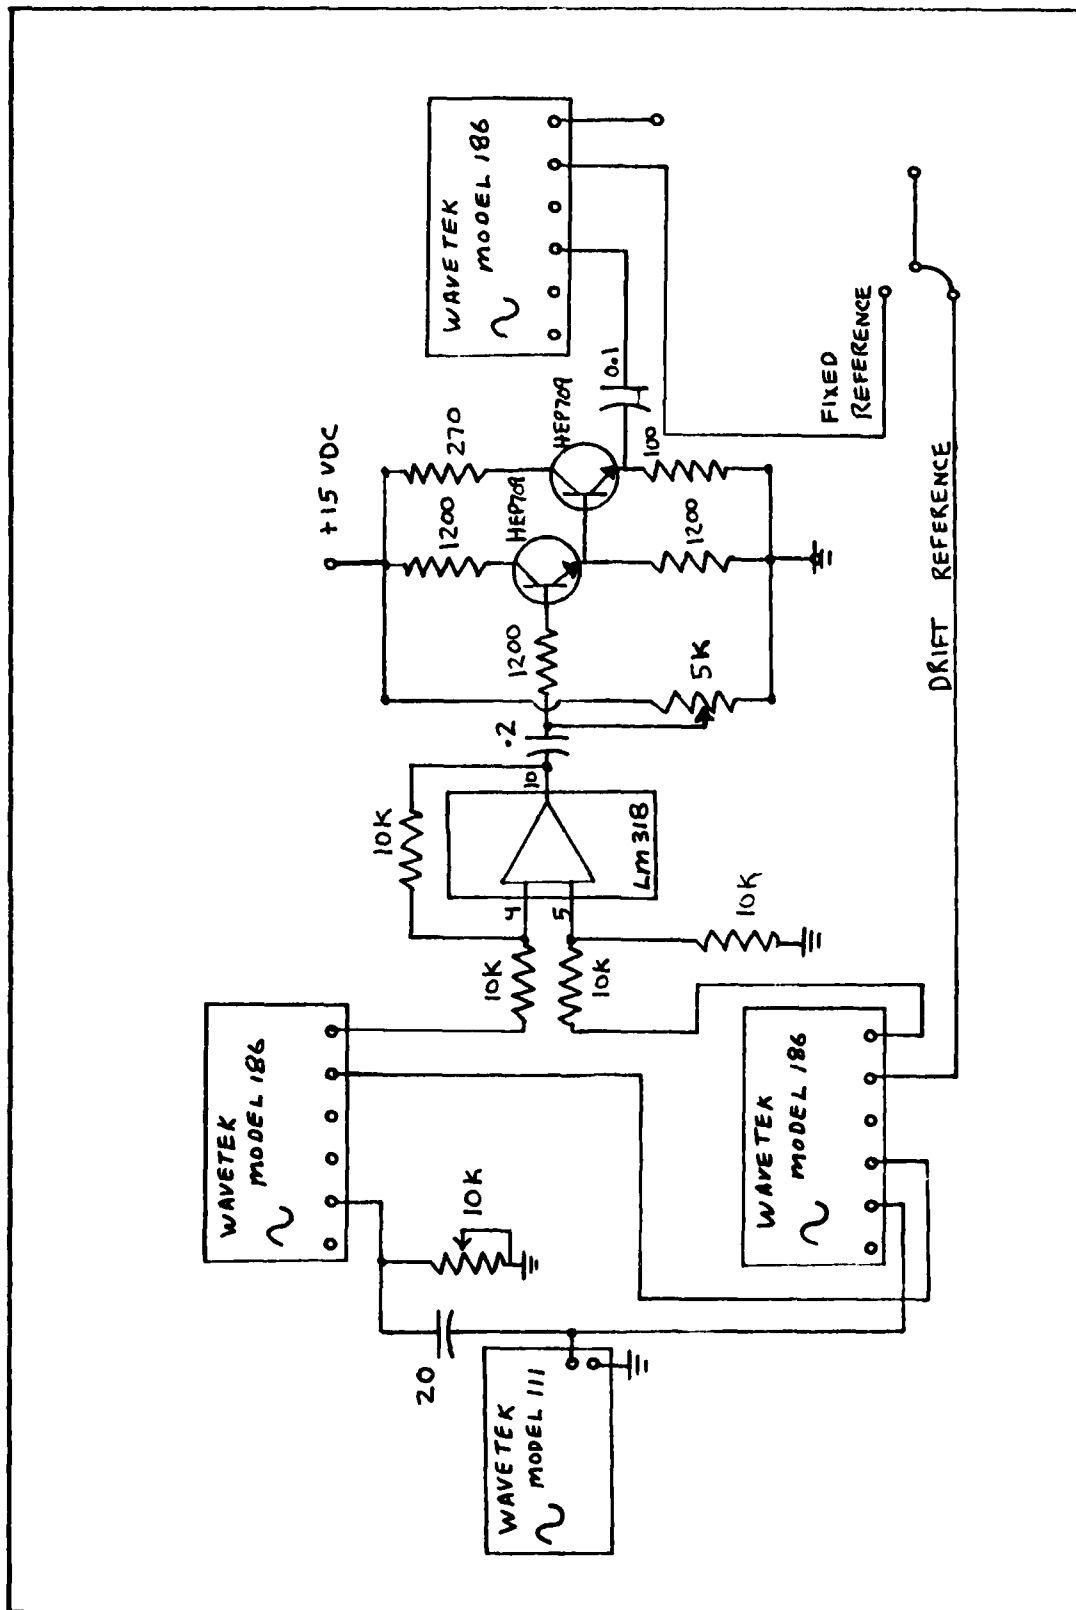 WAVETEK
MODEL 111
20
WAVETEK
MODEL 186
10K
WAVETEK
MODEL 186
10K
10K
10K
10K
4
5
LM318
10
.2
+15 VDC
1200
270
1200
HEP709
HEP709
5K
1200
100
0.1
WAVETEK
MODEL 186
FIXED
REFERENCE
DRIFT REFERENCE